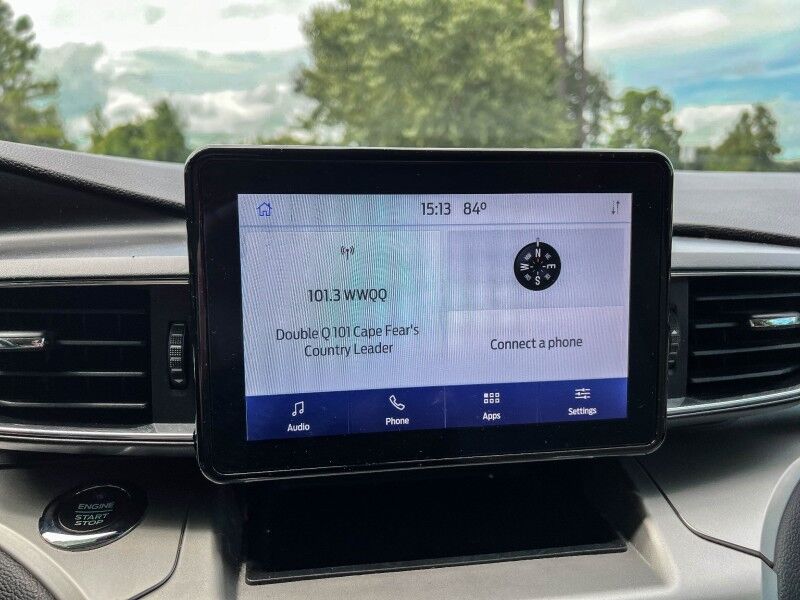 15:13 84°
101.3 WWQQ
Double Q 101 Cape Fear's
Country Leader
N
W E
S
Connect a phone
Audio
Phone
Apps
Settings
ENGINE
START
STOP